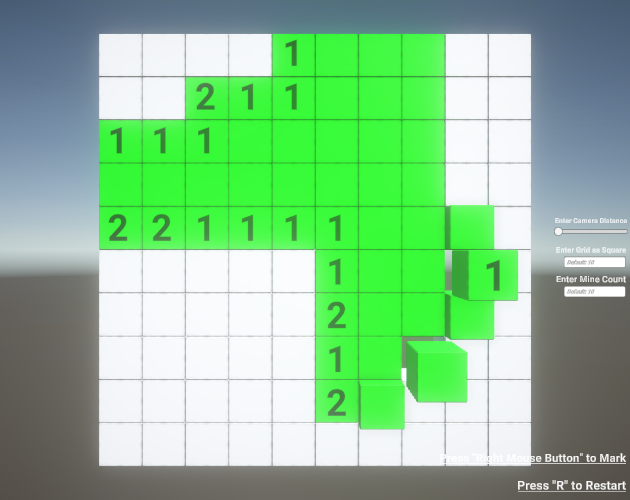 1
2 1 1
1 1 1
2 2 1 1 1 1
1 1
2
1
2
Enter Camera Distance
Enter Grid as Square
Default: 10
Enter Mine Count
Default: 10
Press "Right Mouse Button" to Mark
Press "R" to Restart